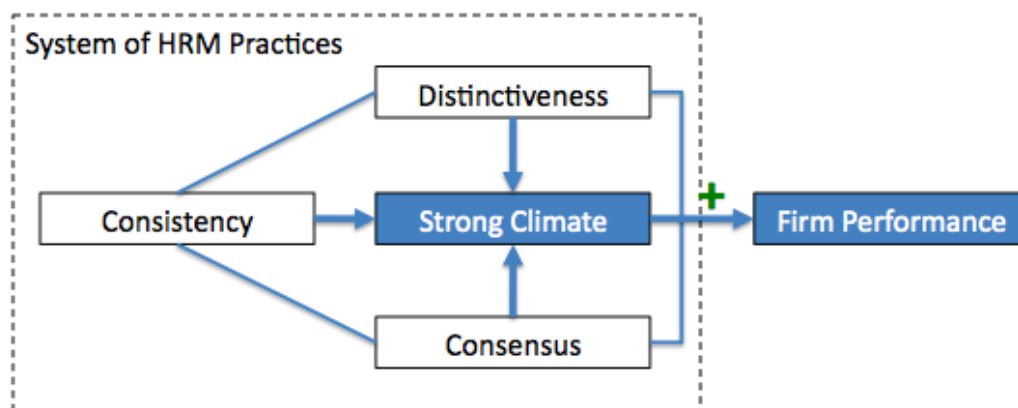 System of HRM Practices
Distinctiveness
+
Consistency
Strong Climate
Firm Performance
Consensus